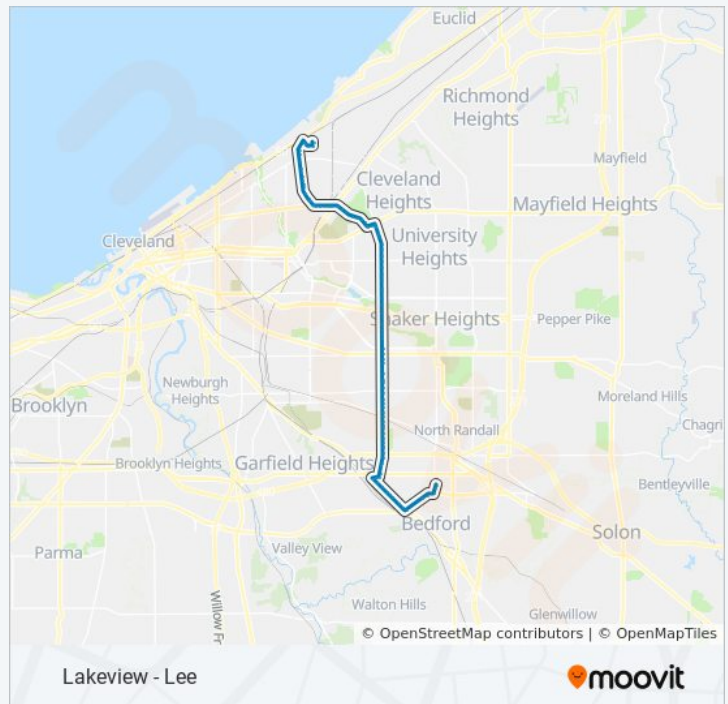 Euclid
Richmond
Heights
Mayfield
Cleveland
Heights
Mayfield Heights
Cleveland
University
Heights
Shaker Heights
Pepper Pike
Newburgh
Heights
Moreland Hills
Brooklyn
Chagri
North Randall
Brooklyn Heights
Garfield Heights
Bentleyville
Bedford
Solon
Parma
Valley View
Willow Fr
Walton Hills
Glenwillow
© OpenStreetMap contributors | © OpenMapTiles
Lakeview - Lee
moovit